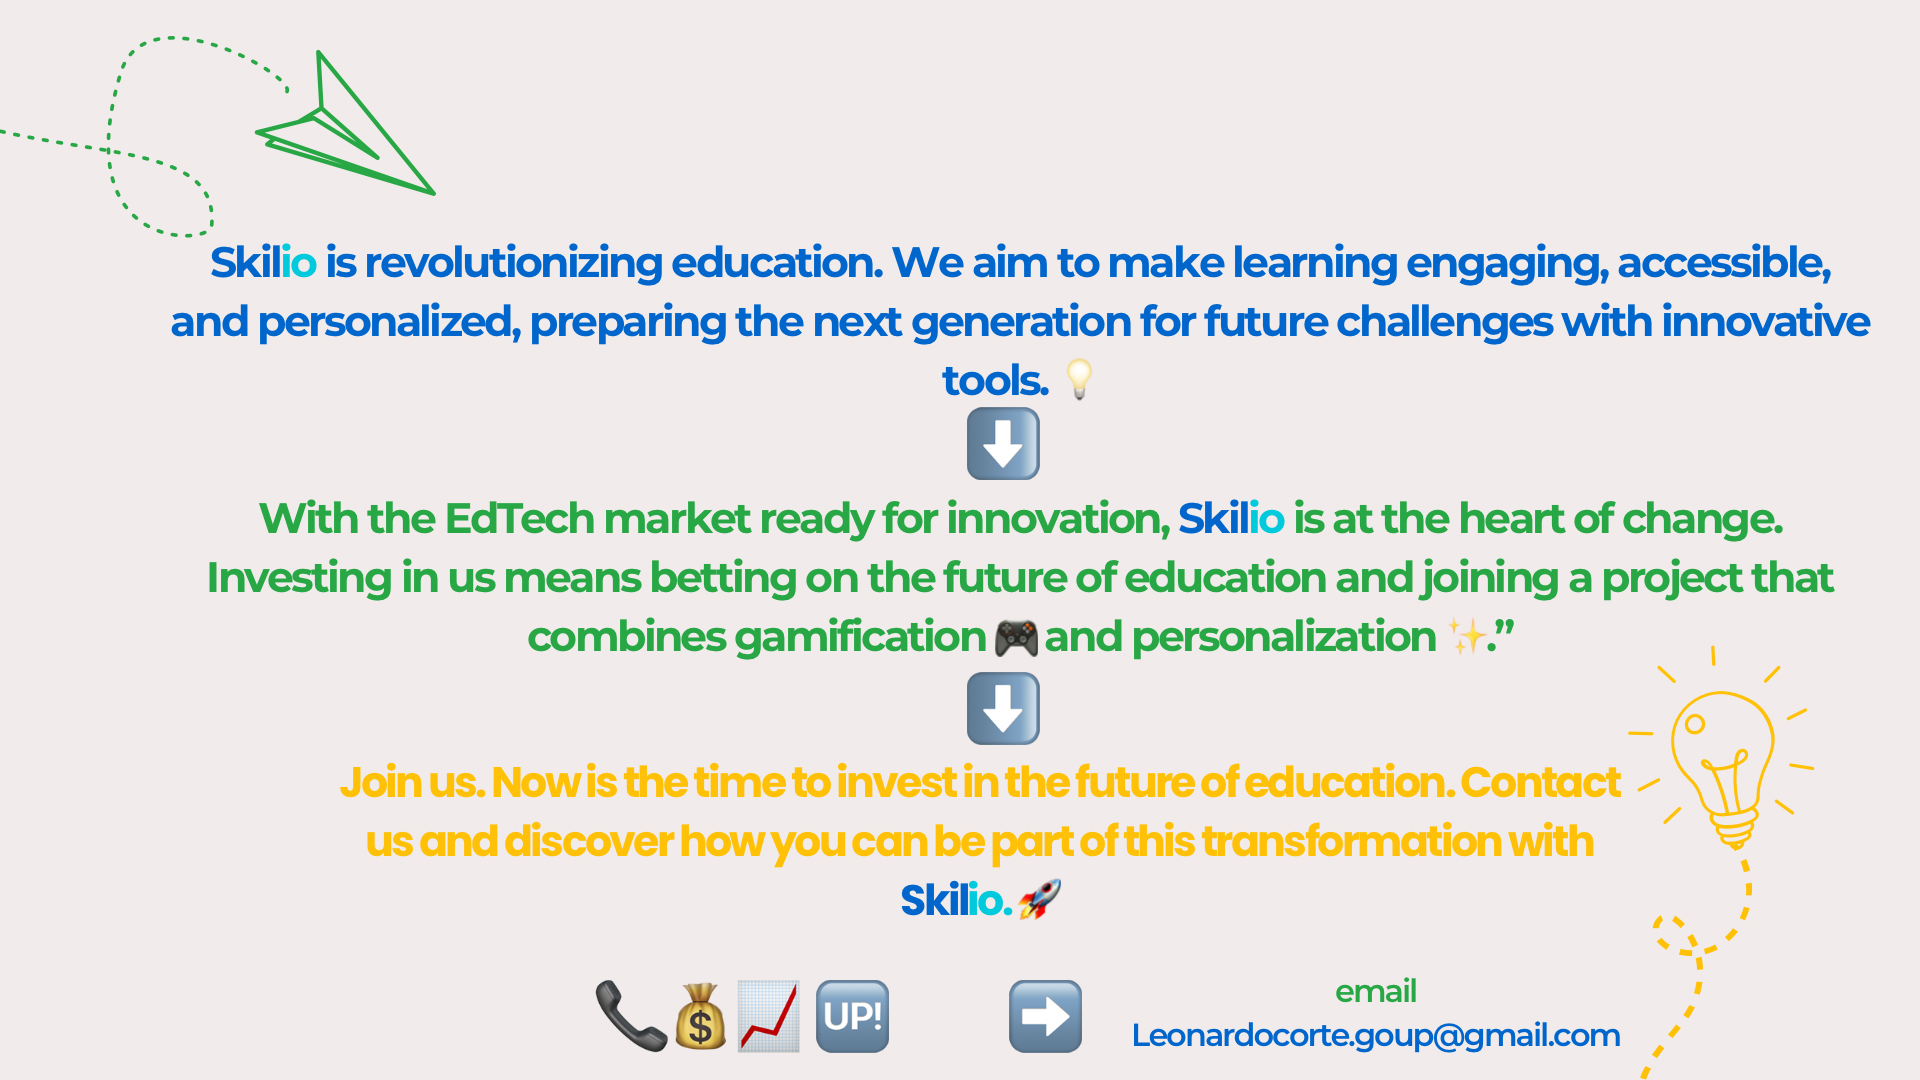 Skilio is revolutionizing education. We aim to make learning engaging, accessible,
and personalized, preparing the next generation for future challenges with innovative
tools. 💡
⬇️
With the EdTech market ready for innovation, Skilio is at the heart of change.
Investing in us means betting on the future of education and joining a project that
combines gamification 🎮 and personalization ✨.”
⬇️
Join us. Now is the time to invest in the future of education. Contact
us and discover how you can be part of this transformation with
Skilio. 🚀
📞💰📈🆙 ➡️
email
Leonardocorte.goup@gmail.com